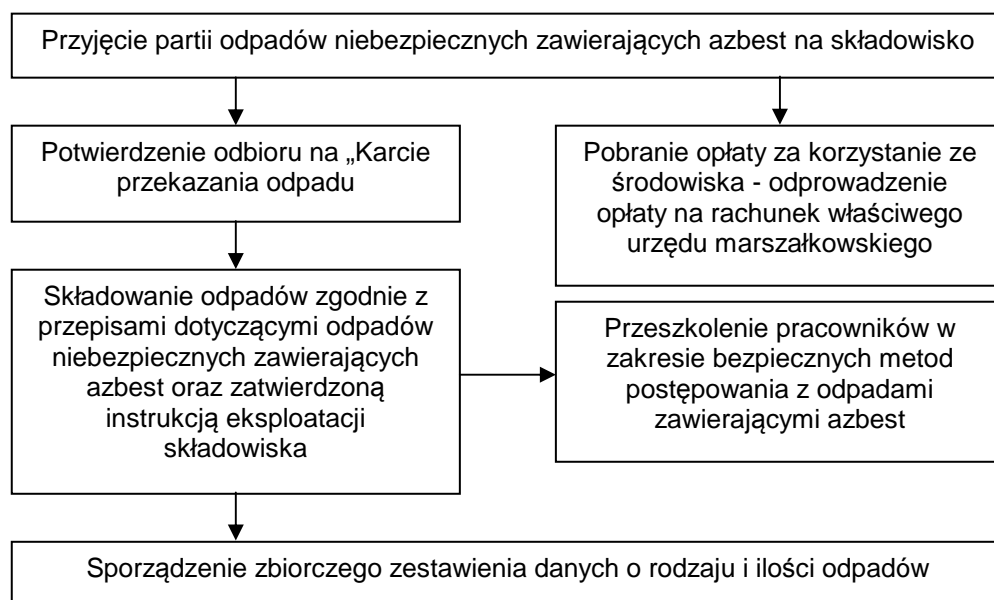 Przyjęcie partii odpadów niebezpiecznych zawierających azbest na składowisko
Potwierdzenie odbioru na „Karcie
przekazania odpadu
Pobranie opłaty za korzystanie ze
środowiska - odprowadzenie
opłaty na rachunek właściwego
urzędu marszałkowskiego
Składowanie odpadów zgodnie z
przepisami dotyczącymi odpadów
niebezpiecznych zawierających
azbest oraz zatwierdzoną
instrukcją eksploatacji
składowiska
Przeszkolenie pracowników w
zakresie bezpiecznych metod
postępowania z odpadami
zawierającymi azbest
Sporządzenie zbiorczego zestawienia danych o rodzaju i ilości odpadów